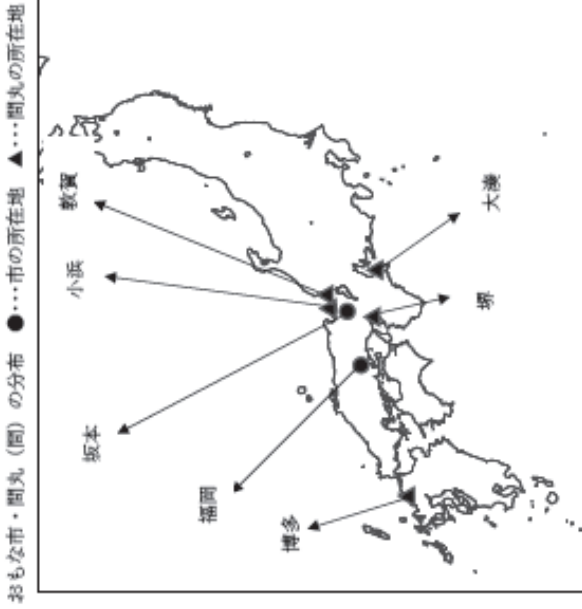 おもな市・問丸(問)の分布 ●・・・市の所在地 ▲・・・問丸の所在地
敦賀
小浜
坂本
福岡
博多
堺
大湊